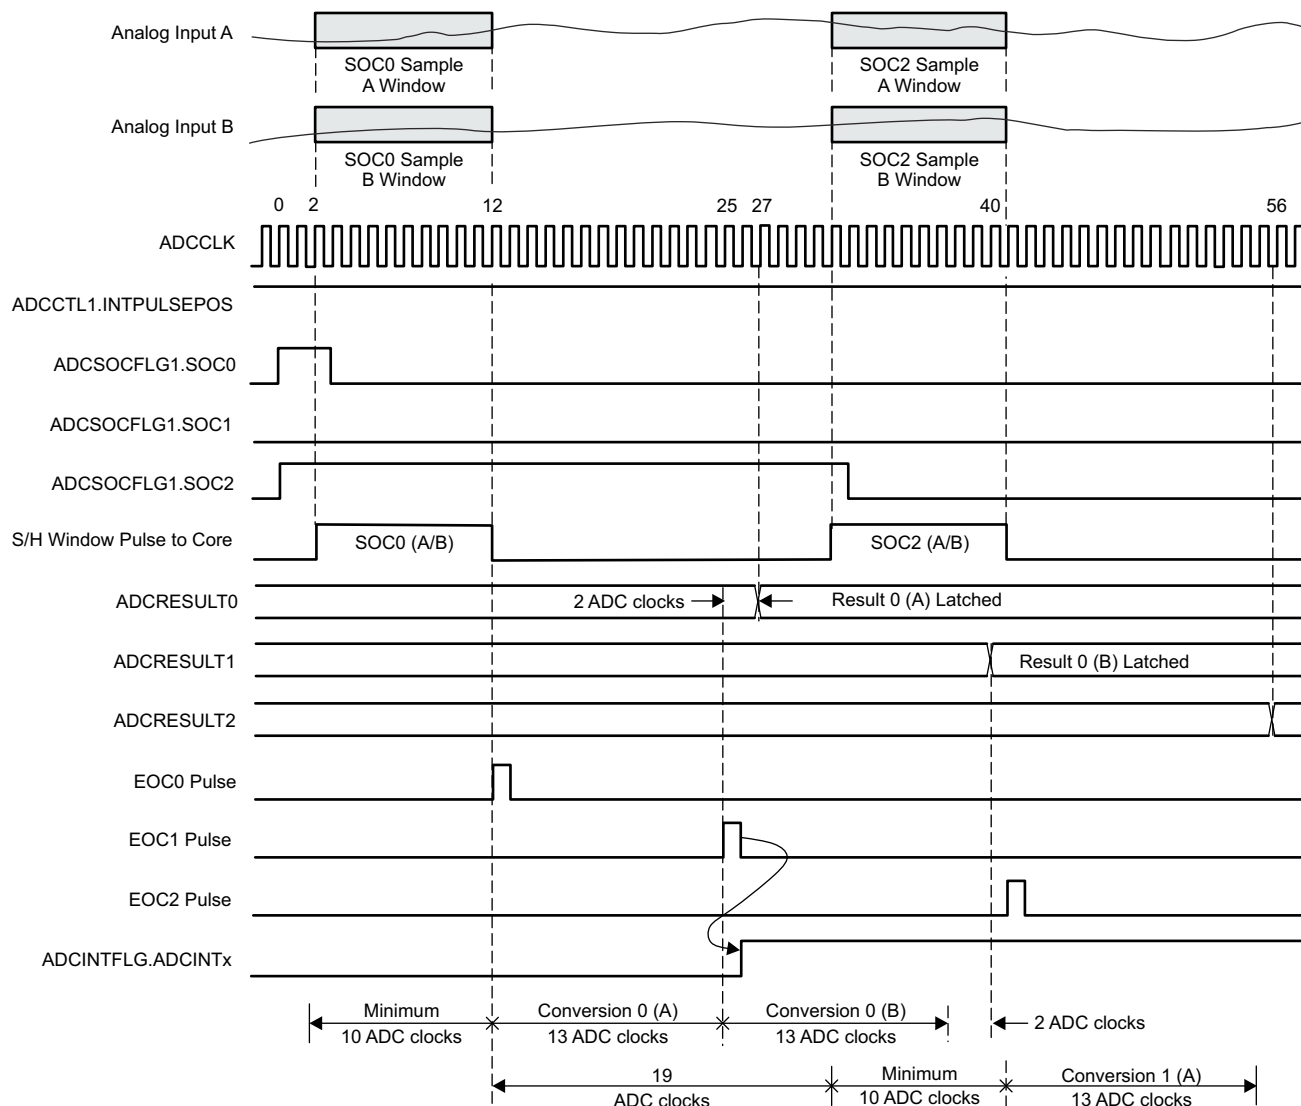 Analog Input A
SOC0 Sample
A Window
SOC2 Sample
A Window
Analog Input B
SOC0 Sample
B Window
SOC2 Sample
B Window
0 2 12 25 27 40 56
ADCCLK
ADCCTL1.INTPULSEPOS
ADCSOCFLG1.SOC0
ADCSOCFLG1.SOC1
ADCSOCFLG1.SOC2
S/H Window Pulse to Core
SOC0 (A/B)
SOC2 (A/B)
ADCRESULT0
2 ADC clocks
Result 0 (A) Latched
ADCRESULT1
Result 0 (B) Latched
ADCRESULT2
EOC0 Pulse
EOC1 Pulse
EOC2 Pulse
ADCINTFLG.ADCINTx
Minimum
10 ADC clocks
Conversion 0 (A)
13 ADC clocks
Conversion 0 (B)
13 ADC clocks
2 ADC clocks
19
ADC clocks
Minimum
10 ADC clocks
Conversion 1 (A)
13 ADC clocks